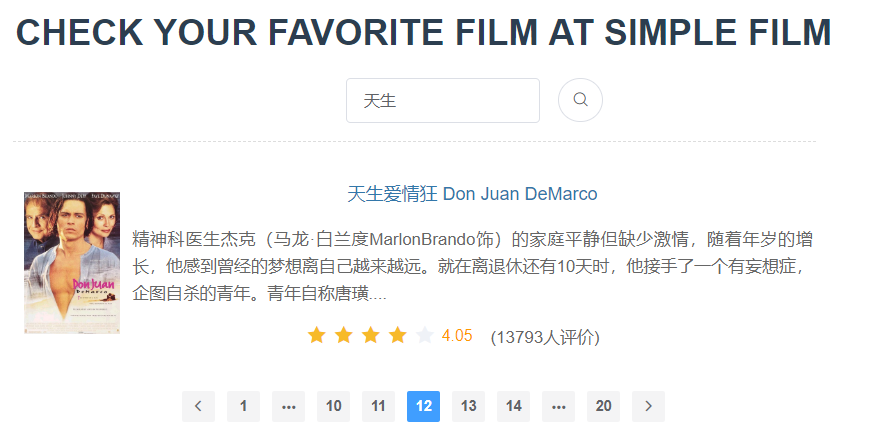 CHECK YOUR FAVORITE FILM AT SIMPLE FILM
天生
天生爱情狂 Don Juan DeMarco
精神科医生杰克（马龙·白兰度MarlonBrando饰）的家庭平静但缺少激情，随着年岁的增
长，他感到曾经的梦想离自己越来越远。就在离退休还有10天时，他接手了一个有妄想症，
企图自杀的青年。青年自称唐璜....
Don Juan
DeMarco
4.05 (13793人评价)
1 ... 10 11 12 13 14 ... 20